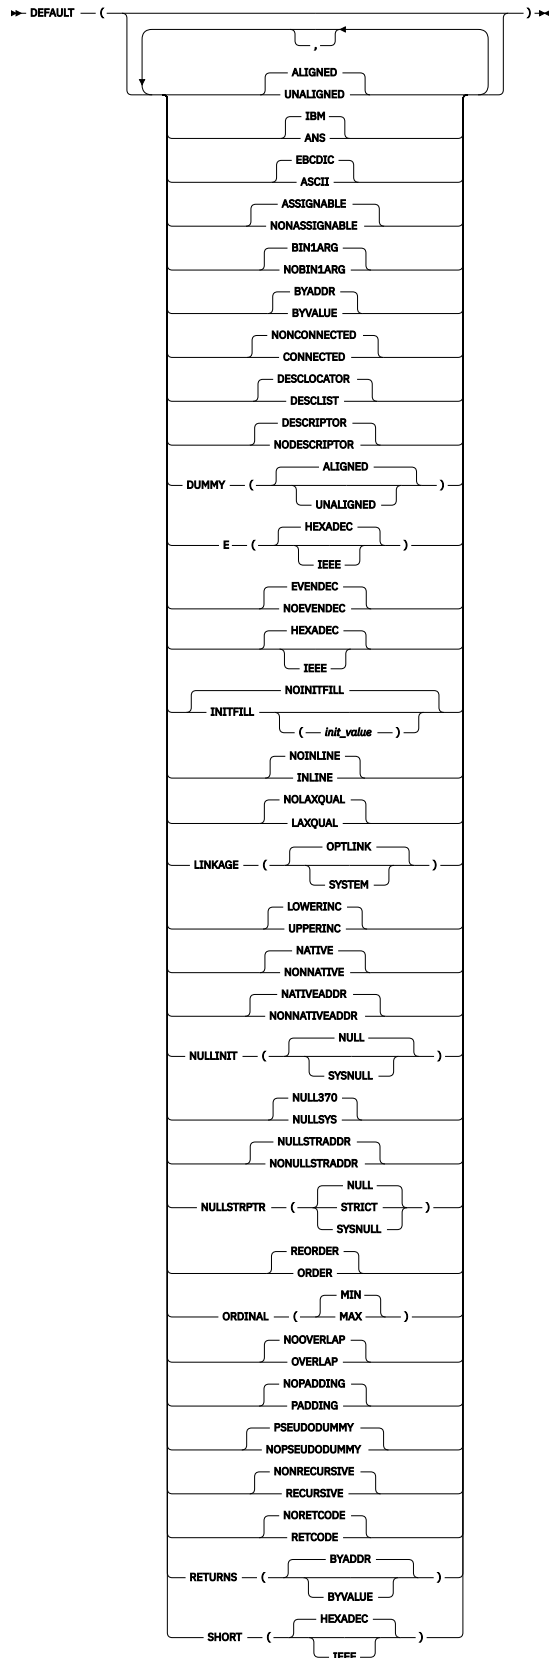 DEFAULT ( )
,
ALIGNED
UNALIGNED
IBM
ANS
EBCDIC
ASCII
ASSIGNABLE
NONASSIGNABLE
BIN1ARG
NOBIN1ARG
BYADDR
BYVALUE
NONCONNECTED
CONNECTED
DESCLOCATOR
DESCLIST
DESCRIPTOR
NODESCRIPTOR
ALIGNED
DUMMY ( )
UNALIGNED
HEXADEC
E ( )
IEEE
EVENDEC
NOEVENDEC
HEXADEC
IEEE
NOINITFILL
INITFILL
( init_value )
NOINLINE
INLINE
NOLAXQUAL
LAXQUAL
OPTLINK
LINKAGE ( )
SYSTEM
LOWERINC
UPPERINC
NATIVE
NONNATIVE
NATIVEADDR
NONNATIVEADDR
NULL
NULLINIT ( )
SYSNULL
NULL370
NULLSYS
NULLSTRADDR
NONULLSTRADDR
NULL
NULLSTRPTR ( STRICT )
SYSNULL
REORDER
ORDER
MIN
ORDINAL ( MAX )
NOOVERLAP
OVERLAP
NOPADDING
PADDING
PSEUDODUMMY
NOPSEUDODUMMY
NONRECURSIVE
RECURSIVE
NORETCODE
RETCODE
BYADDR
RETURNS ( )
BYVALUE
HEXADEC
SHORT ( )
IEEE